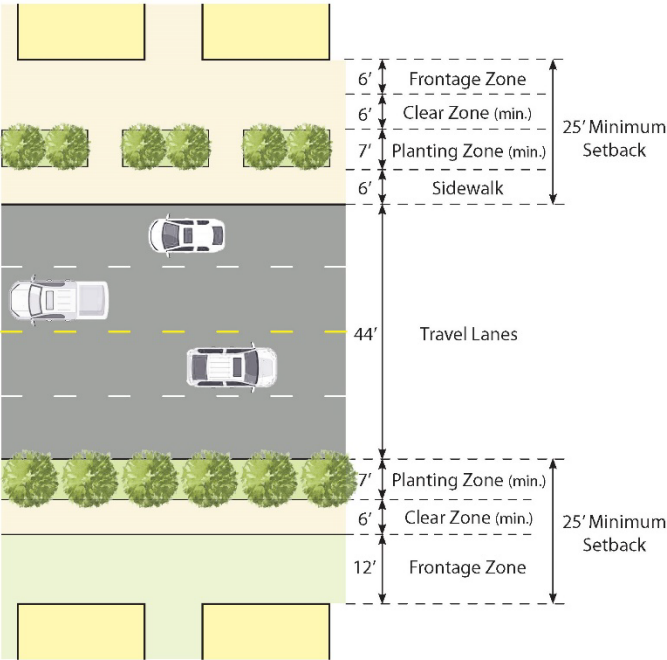 6’ Frontage Zone
6’ Clear Zone (min.)
7’ Planting Zone (min.)
6’ Sidewalk
25’ Minimum
Setback
44’ Travel Lanes
7’ Planting Zone (min.)
6’ Clear Zone (min.)
12’ Frontage Zone
25’ Minimum
Setback